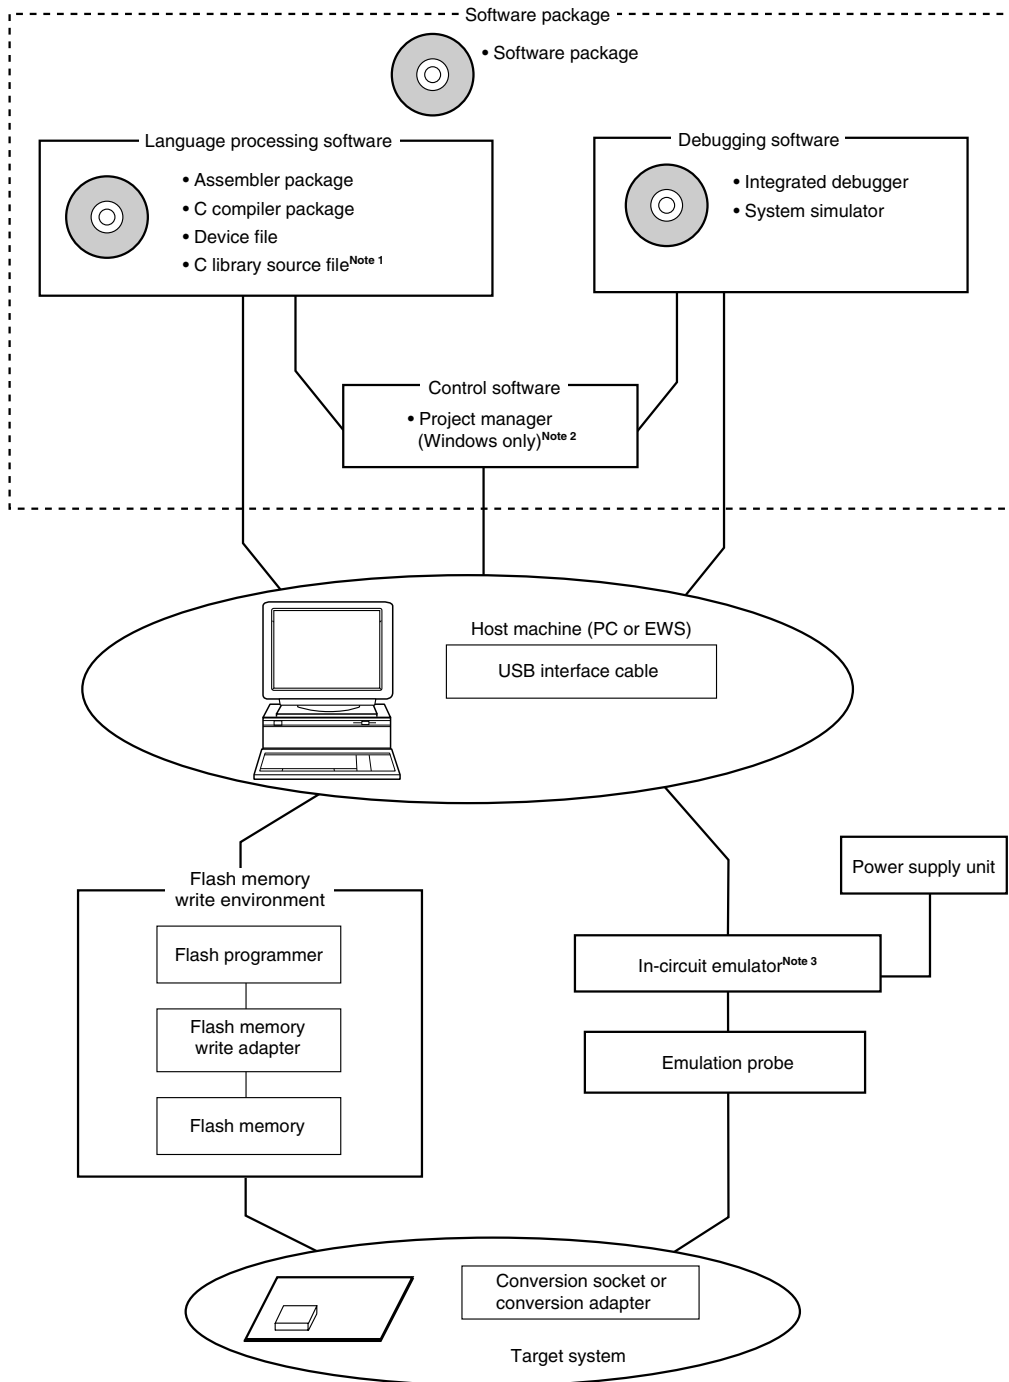 Software package
• Software package
Language processing software
• Assembler package
• C compiler package
• Device file
• C library source fileNote 1
Debugging software
• Integrated debugger
• System simulator
Control software
• Project manager
(Windows only)Note 2
Host machine (PC or EWS)
USB interface cable
Flash memory
write environment
Flash programmer
Flash memory
write adapter
Flash memory
Power supply unit
In-circuit emulatorNote 3
Emulation probe
Conversion socket or
conversion adapter
Target system